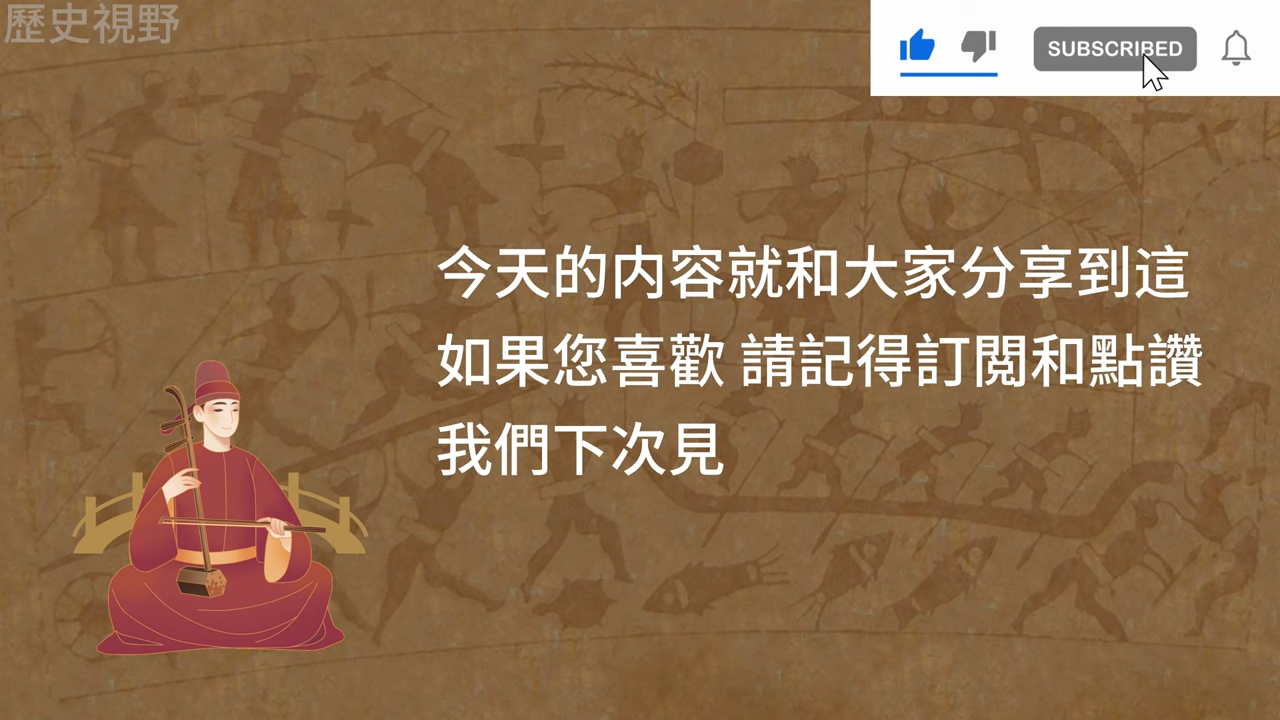 歷史視野
SUBSCRIBED
今天的内容就和大家分享到這
如果您喜歡 請記得訂閱和點讚
我們下次見